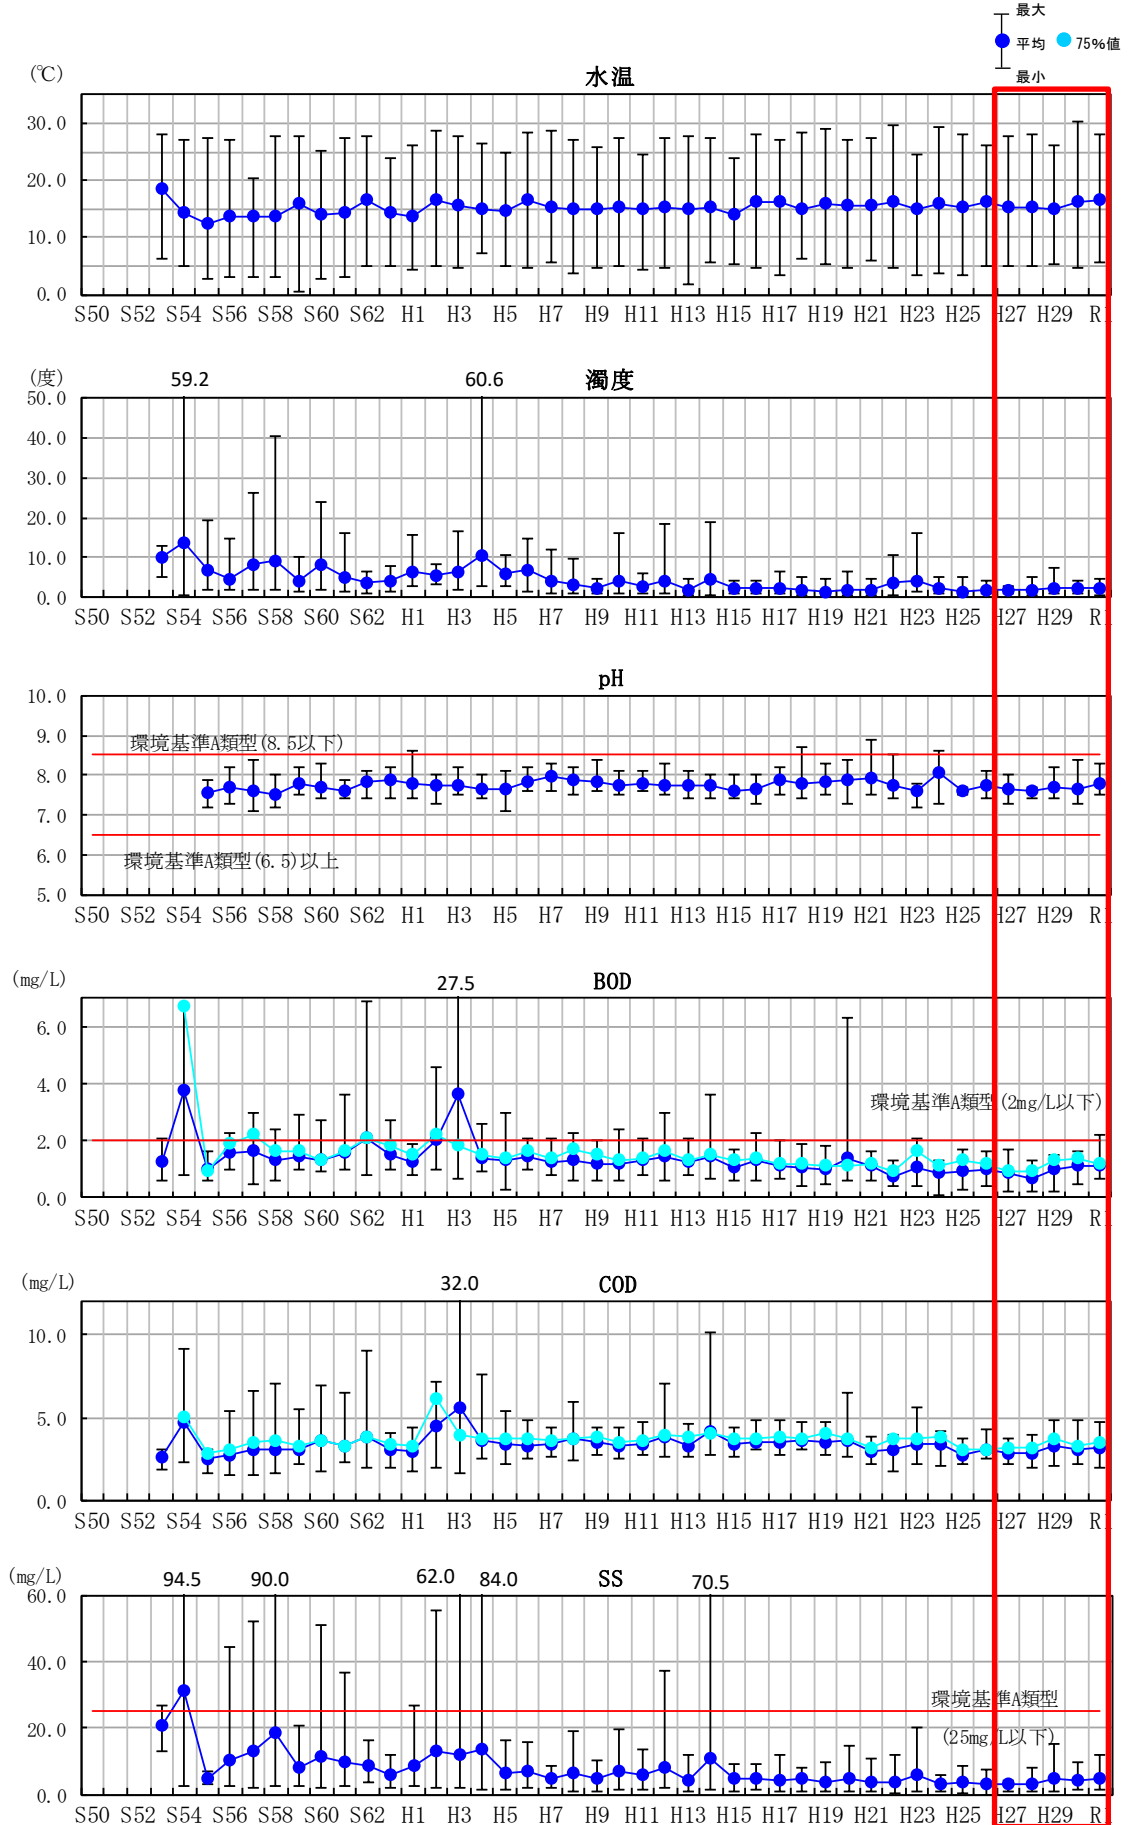 最大
平均 75%値
最小
(℃) 水温
30.0
20.0
10.0
0.0
S50 S52 S54 S56 S58 S60 S62 H1 H3 H5 H7 H9 H11 H13 H15 H17 H19 H21 H23 H25 H27 H29 R1
(度) 59.2 60.6 濁度
50.0
40.0
30.0
20.0
10.0
0.0
S50 S52 S54 S56 S58 S60 S62 H1 H3 H5 H7 H9 H11 H13 H15 H17 H19 H21 H23 H25 H27 H29 R1
pH
10.0
9.0
環境基準A類型(8.5以下)
8.0
7.0
6.0
環境基準A類型(6.5)以上
5.0
S50 S52 S54 S56 S58 S60 S62 H1 H3 H5 H7 H9 H11 H13 H15 H17 H19 H21 H23 H25 H27 H29 R1
(mg/L) 27.5 BOD
6.0
4.0
環境基準A類型(2mg/L以下)
2.0
0.0
S50 S52 S54 S56 S58 S60 S62 H1 H3 H5 H7 H9 H11 H13 H15 H17 H19 H21 H23 H25 H27 H29 R1
(mg/L) 32.0 COD
10.0
5.0
0.0
S50 S52 S54 S56 S58 S60 S62 H1 H3 H5 H7 H9 H11 H13 H15 H17 H19 H21 H23 H25 H27 H29 R1
(mg/L) 94.5 90.0 62.0 84.0 SS 70.5
60.0
40.0
環境基準A類型
20.0
(25mg/L以下)
0.0
S50 S52 S54 S56 S58 S60 S62 H1 H3 H5 H7 H9 H11 H13 H15 H17 H19 H21 H23 H25 H27 H29 R1